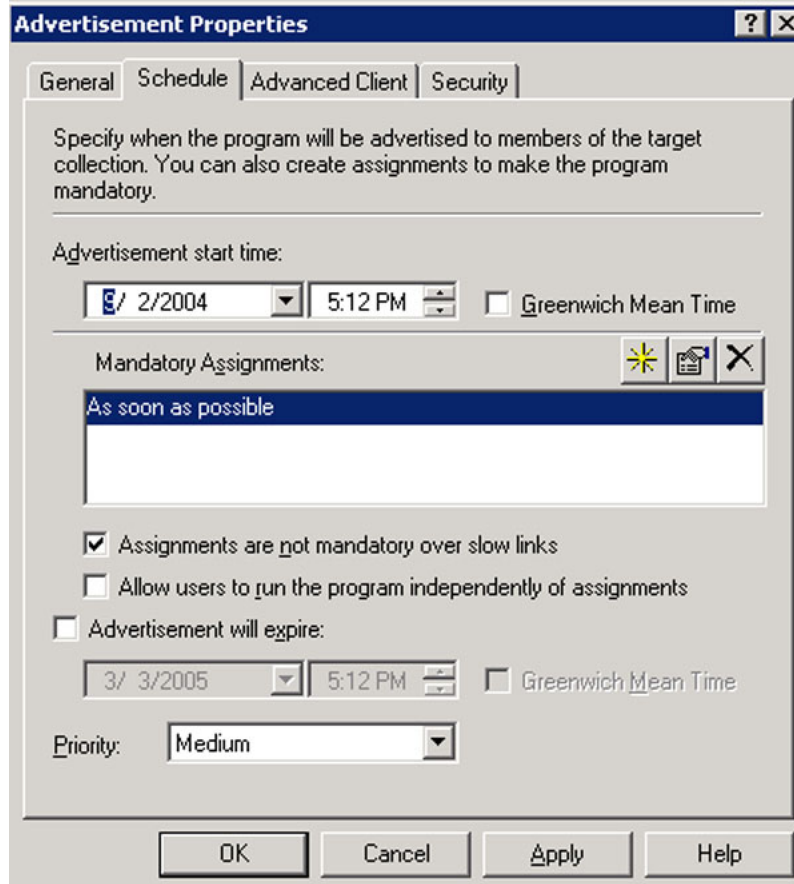 Advertisement Properties
General Schedule Advanced Client Security
Specify when the program will be advertised to members of the target
collection. You can also create assignments to make the program
mandatory.
Advertisement start time:
9/ 2/2004 5:12 PM Greenwich Mean Time
Mandatory Assignments:
As soon as possible
Assignments are not mandatory over slow links
Allow users to run the program independently of assignments
Advertisement will expire:
3/ 3/2005 5:12 PM Greenwich Mean Time
Priority: Medium
OK Cancel Apply Help